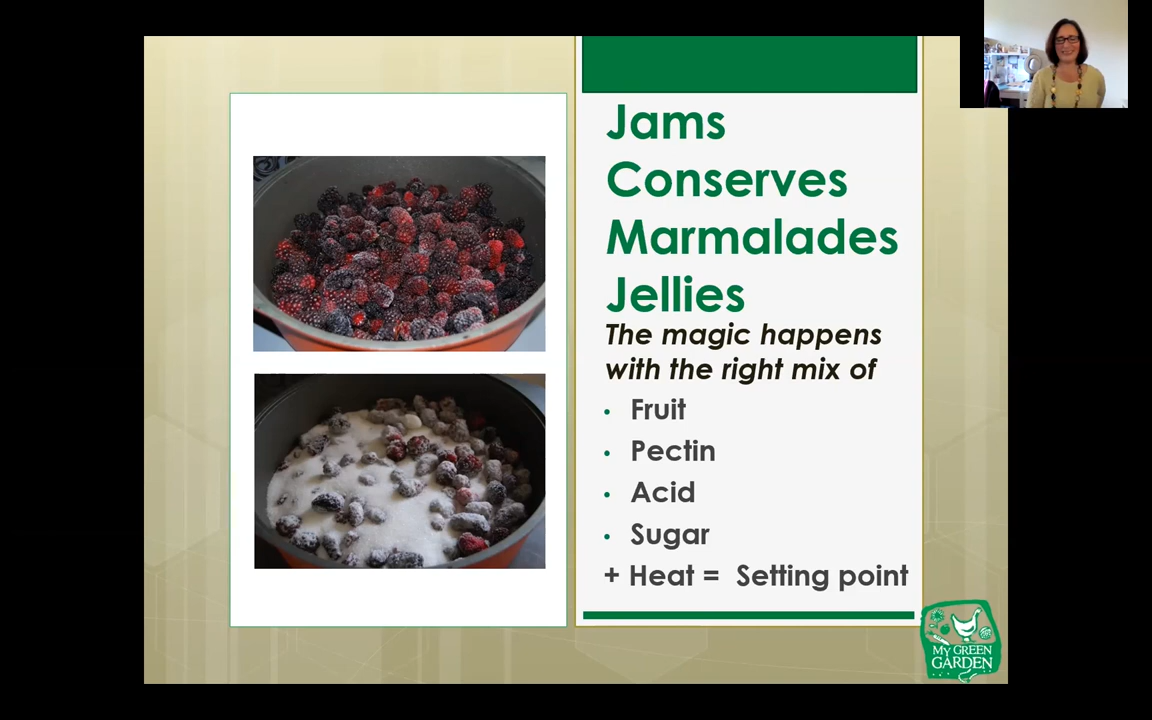 Jams
Conserves
Marmalades
Jellies
The magic happens
with the right mix of
• Fruit
• Pectin
• Acid
• Sugar
+ Heat = Setting point
MY GREEN
GARDEN